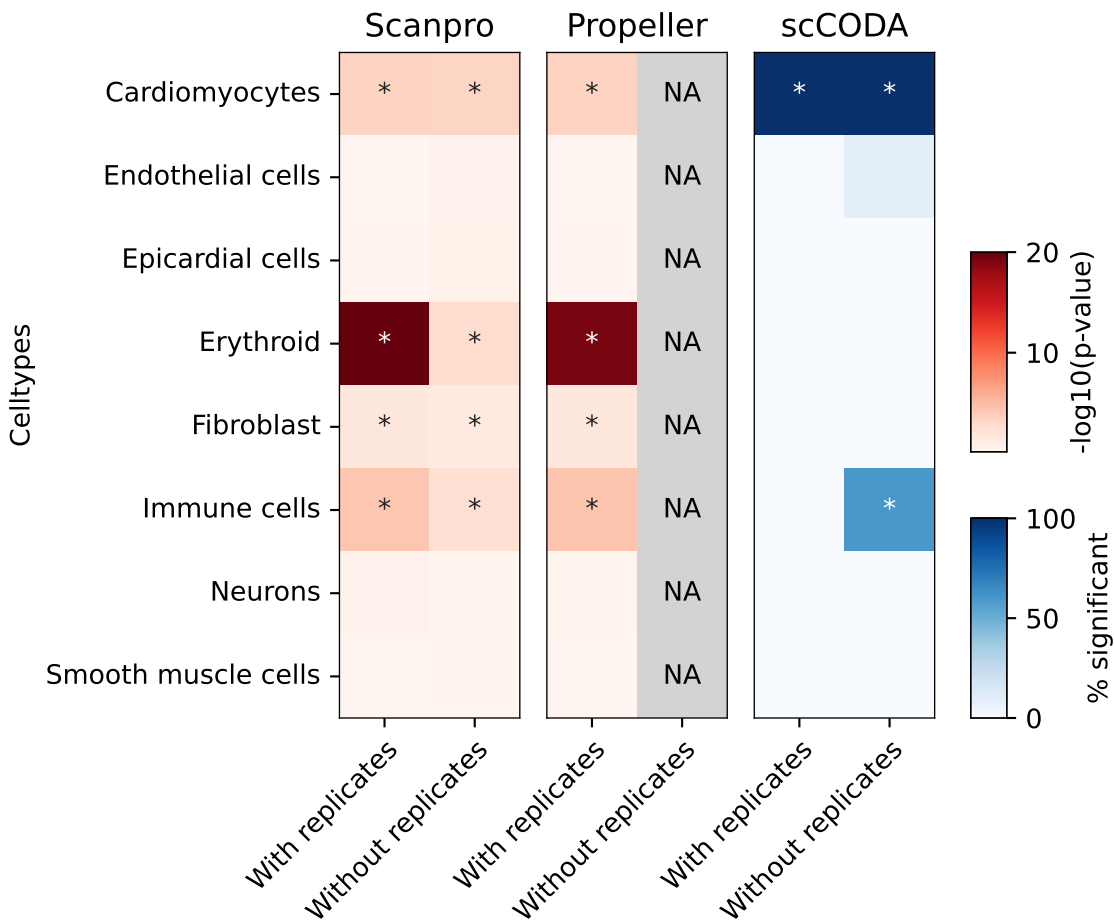 Scanpro Propeller scCODA
Celltypes
Cardiomyocytes * * * NA * *
Endothelial cells NA
Epicardial cells NA
Erythroid * * * NA
Fibroblast * * * NA
Immune cells * * * NA *
Neurons NA
Smooth muscle cells NA
With replicates Without replicates With replicates Without replicates With replicates Without replicates
20
10
-log10(p-value)
100
50
0
% significant